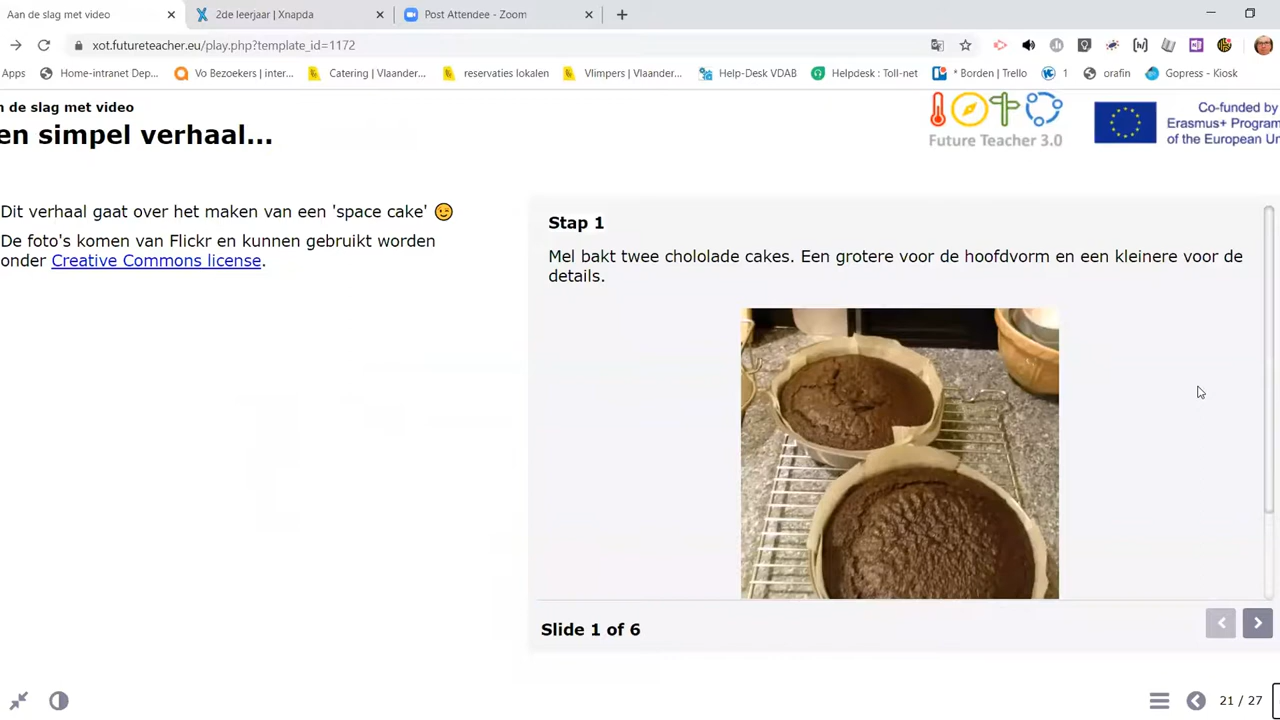 Aan de slag met video
2de leerjaar | Xnapda
Post Attendee - Zoom
xot.futureteacher.eu/play.php?template_id=1172
Apps
Home-intranet Dep...
Vo Bezoekers | inter...
Catering | Vlaander...
reservaties lokalen
Vlimpers | Vlaander...
Help-Desk VDAB
Helpdesk : Toll-net
* Borden | Trello
1
orafin
Gopress - Kiosk
n de slag met video
en simpel verhaal...
Future Teacher 3.0
Co-funded by
Erasmus+ Program
of the European Un
Dit verhaal gaat over het maken van een 'space cake' 😉
De foto's komen van Flickr en kunnen gebruikt worden
onder Creative Commons license.
Stap 1
Mel bakt twee chololade cakes. Een grotere voor de hoofdvorm en een kleinere voor de
details.
Slide 1 of 6
21 / 27